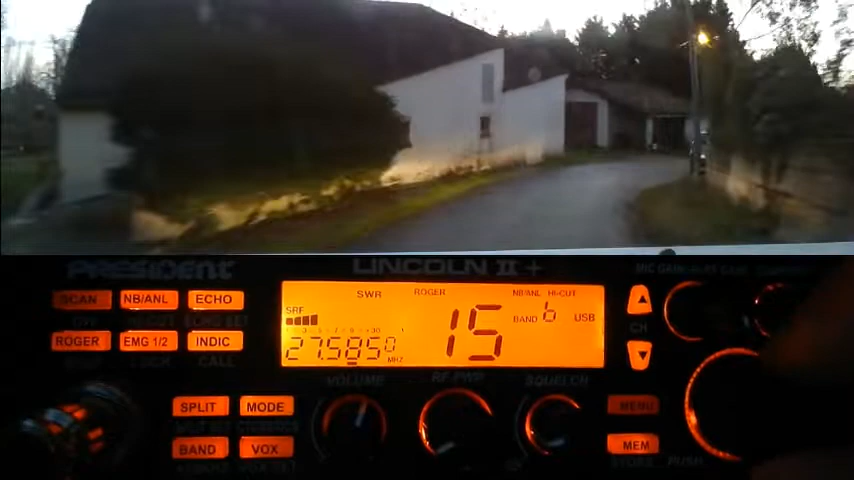 PRESIDENT LINCOLN II+
SCAN NB/ANL ECHO
ROGER EMG 1/2 INDIC
CALL
SWR ROGER NB/ANL HI-CUT
SRF
15 BAND 6 USB
27.5850 MHZ
CH
VOLUME RF PWR SQUELCH
SPLIT MODE
BAND VOX
MENU
MEM
PUSH